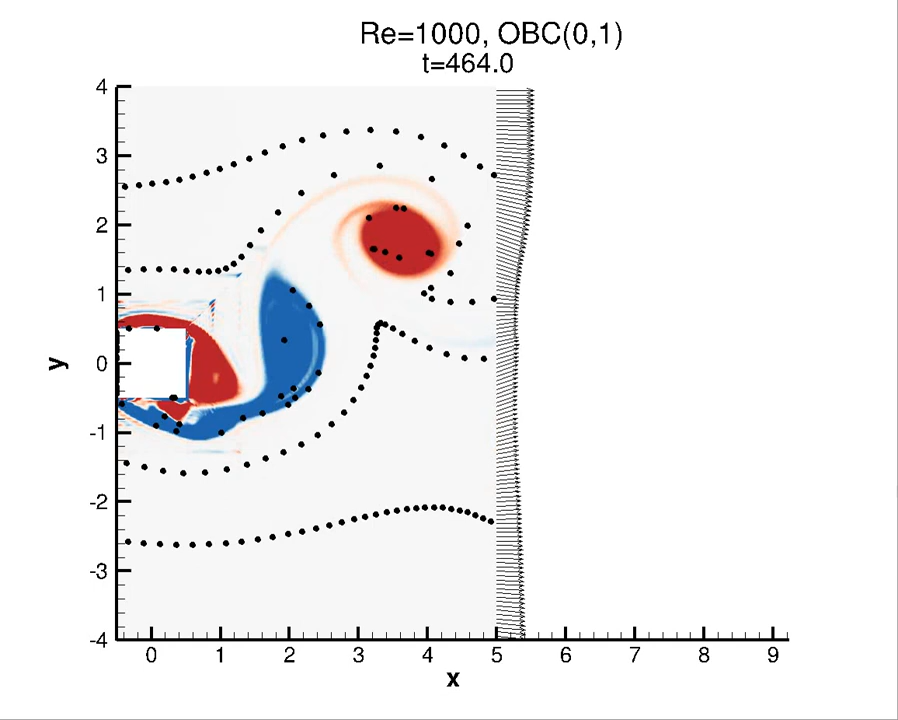 Re=1000, OBC(0,1)
t=464.0
4
3
2
1
0
-1
-2
-3
-4
y
0 1 2 3 4 5 6 7 8 9
x